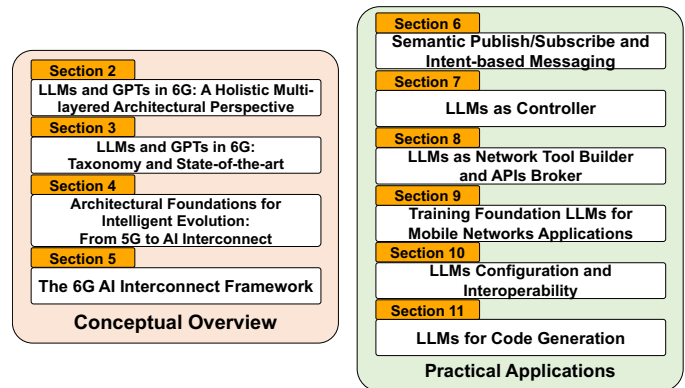 Section 2
LLMs and GPTs in 6G: A Holistic Multi-
layered Architectural Perspective
Section 3
LLMs and GPTs in 6G:
Taxonomy and State-of-the-art
Section 4
Architectural Foundations for
Intelligent Evolution:
From 5G to AI Interconnect
Section 5
The 6G AI Interconnect Framework
Conceptual Overview
Section 6
Semantic Publish/Subscribe and
Intent-based Messaging
Section 7
LLMs as Controller
Section 8
LLMs as Network Tool Builder
and APIs Broker
Section 9
Training Foundation LLMs for
Mobile Networks Applications
Section 10
LLMs Configuration and
Interoperability
Section 11
LLMs for Code Generation
Practical Applications